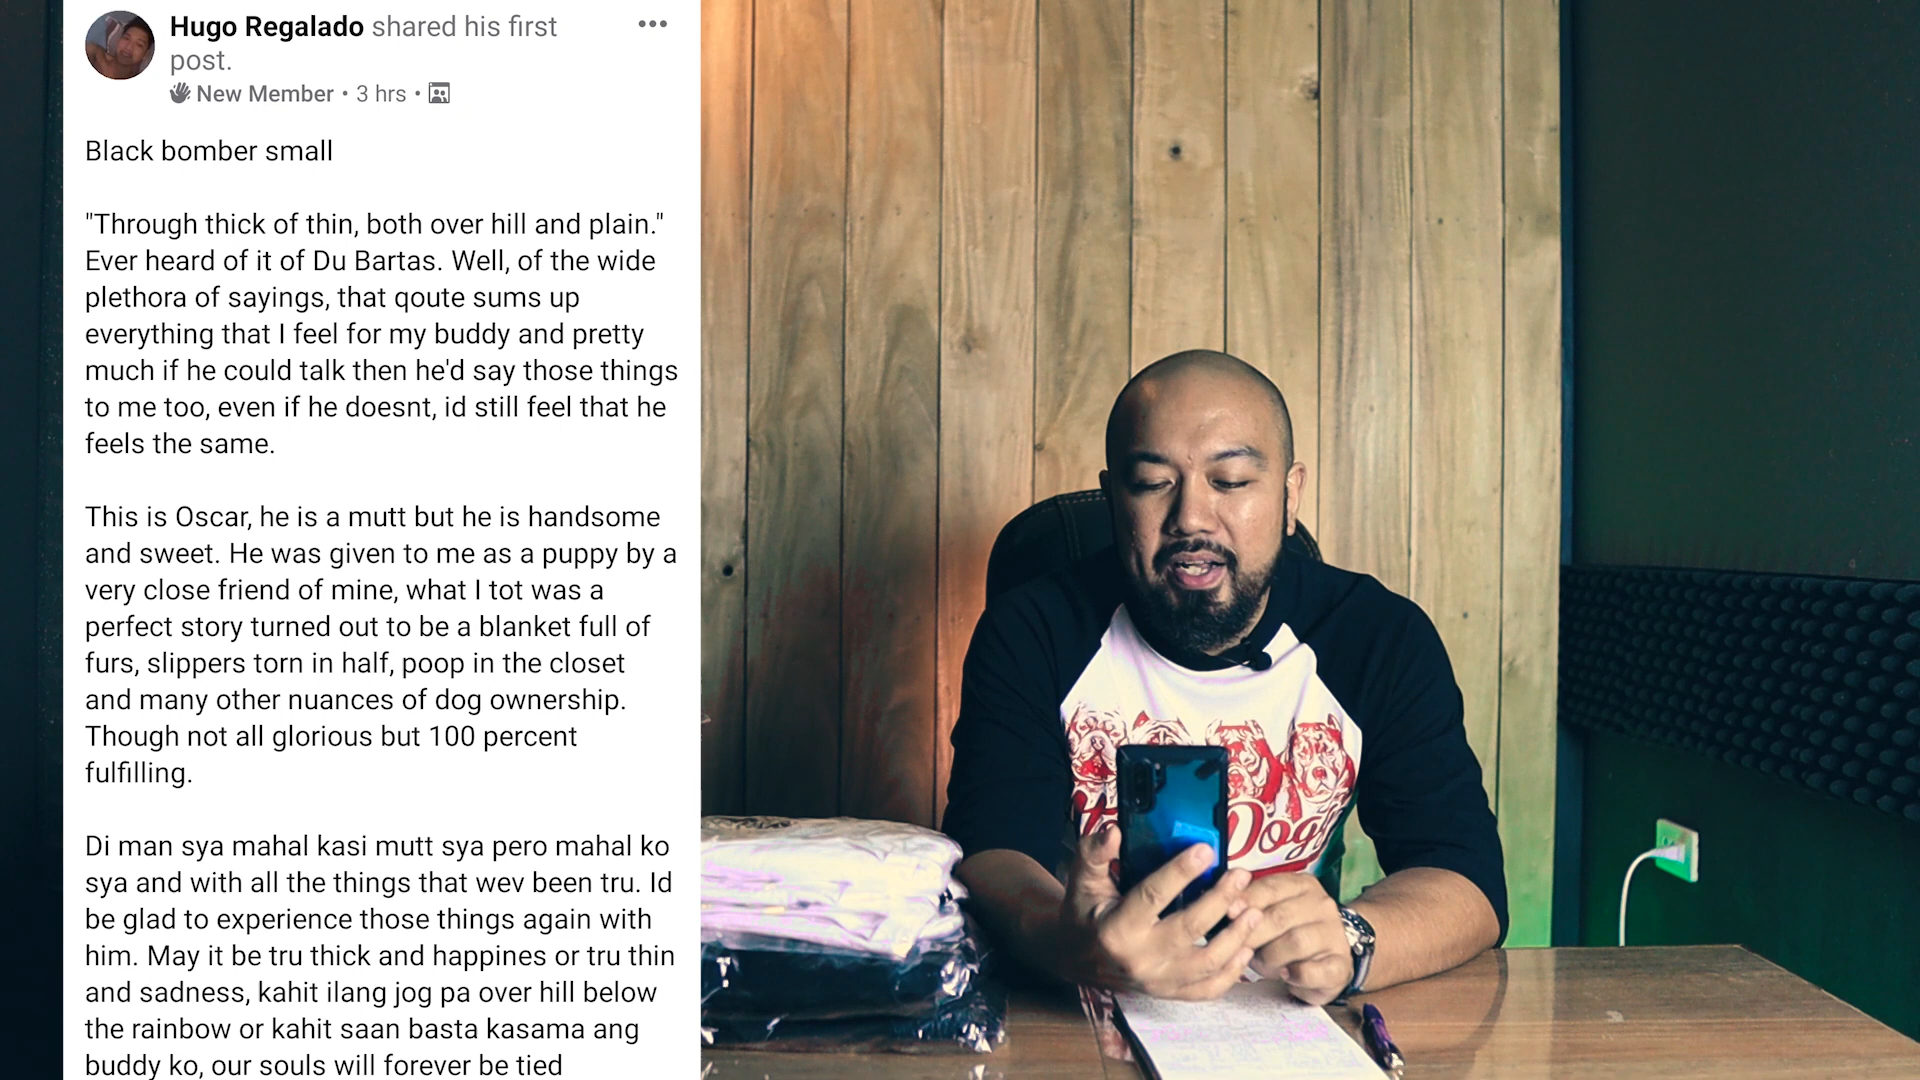 Hugo Regalado shared his first
post.
New Member • 3 hrs •
Black bomber small
"Through thick of thin, both over hill and plain."
Ever heard of it of Du Bartas. Well, of the wide
plethora of sayings, that qoute sums up
everything that I feel for my buddy and pretty
much if he could talk then he'd say those things
to me too, even if he doesnt, id still feel that he
feels the same.
This is Oscar, he is a mutt but he is handsome
and sweet. He was given to me as a puppy by a
very close friend of mine, what I tot was a
perfect story turned out to be a blanket full of
furs, slippers torn in half, poop in the closet
and many other nuances of dog ownership.
Though not all glorious but 100 percent
fulfilling.
Di man sya mahal kasi mutt sya pero mahal ko
sya and with all the things that wev been tru. Id
be glad to experience those things again with
him. May it be tru thick and happines or tru thin
and sadness, kahit ilang jog pa over hill below
the rainbow or kahit saan basta kasama ang
buddy ko, our souls will forever be tied